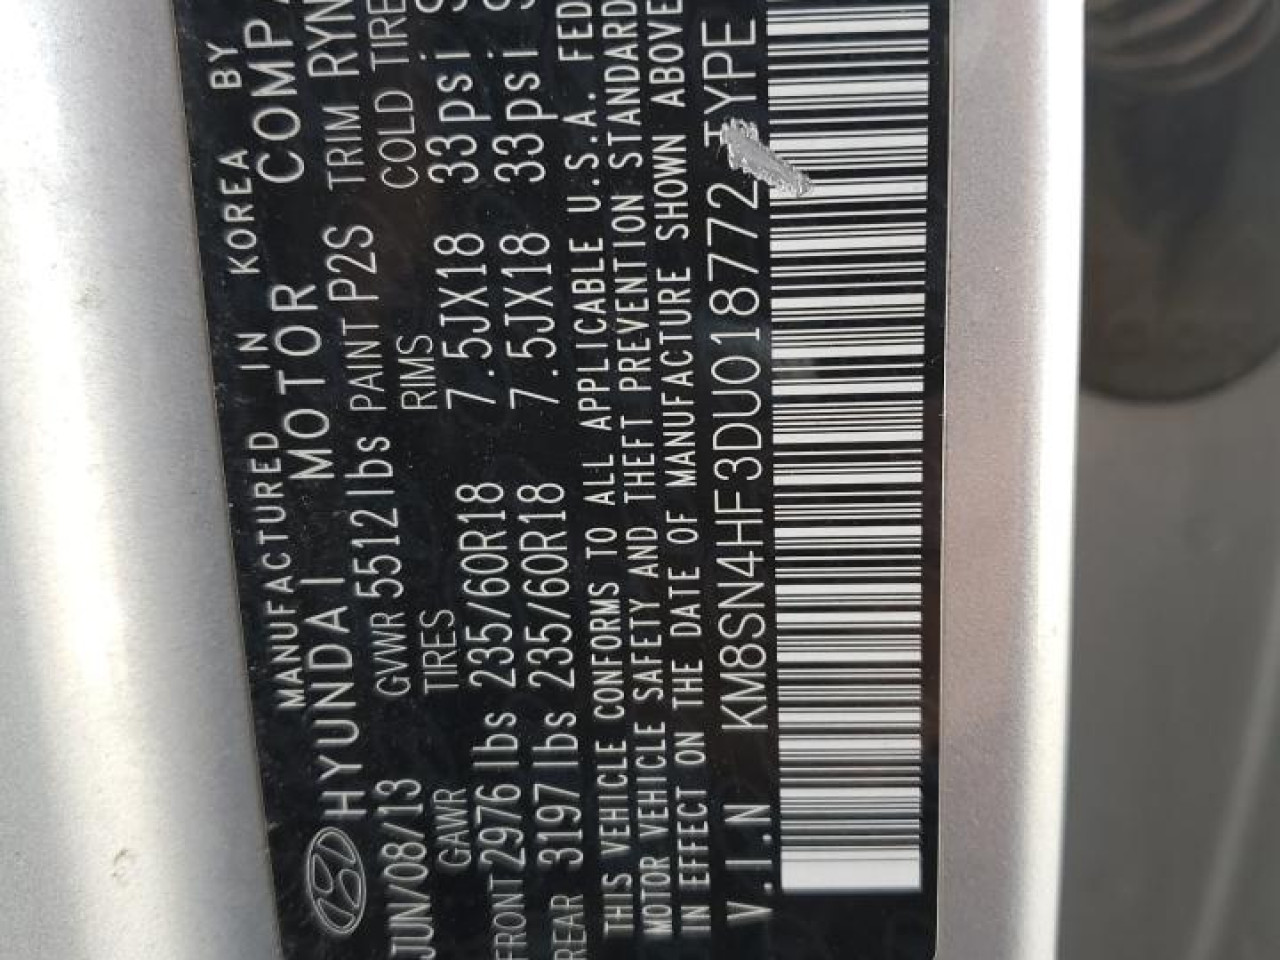 MANUFACTURED IN KOREA BY
HYUNDAI MOTOR COMPA
JUN/08/13 GVWR 5512 lbs PAINT P2S TRIM RYN
GAWR TIRES RIMS COLD TIRE
FRONT 2976 lbs 235/60R18 7.5JX18 33psi
REAR 3197 lbs 235/60R18 7.5JX18 33psi
THIS VEHICLE CONFORMS TO ALL APPLICABLE U.S.A. FED
MOTOR VEHICLE SAFETY AND THEFT PREVENTION STANDARD
IN EFFECT ON THE DATE OF MANUFACTURE SHOWN ABOVE
V.I.N KM8SN4HF3DU018772 TYPE